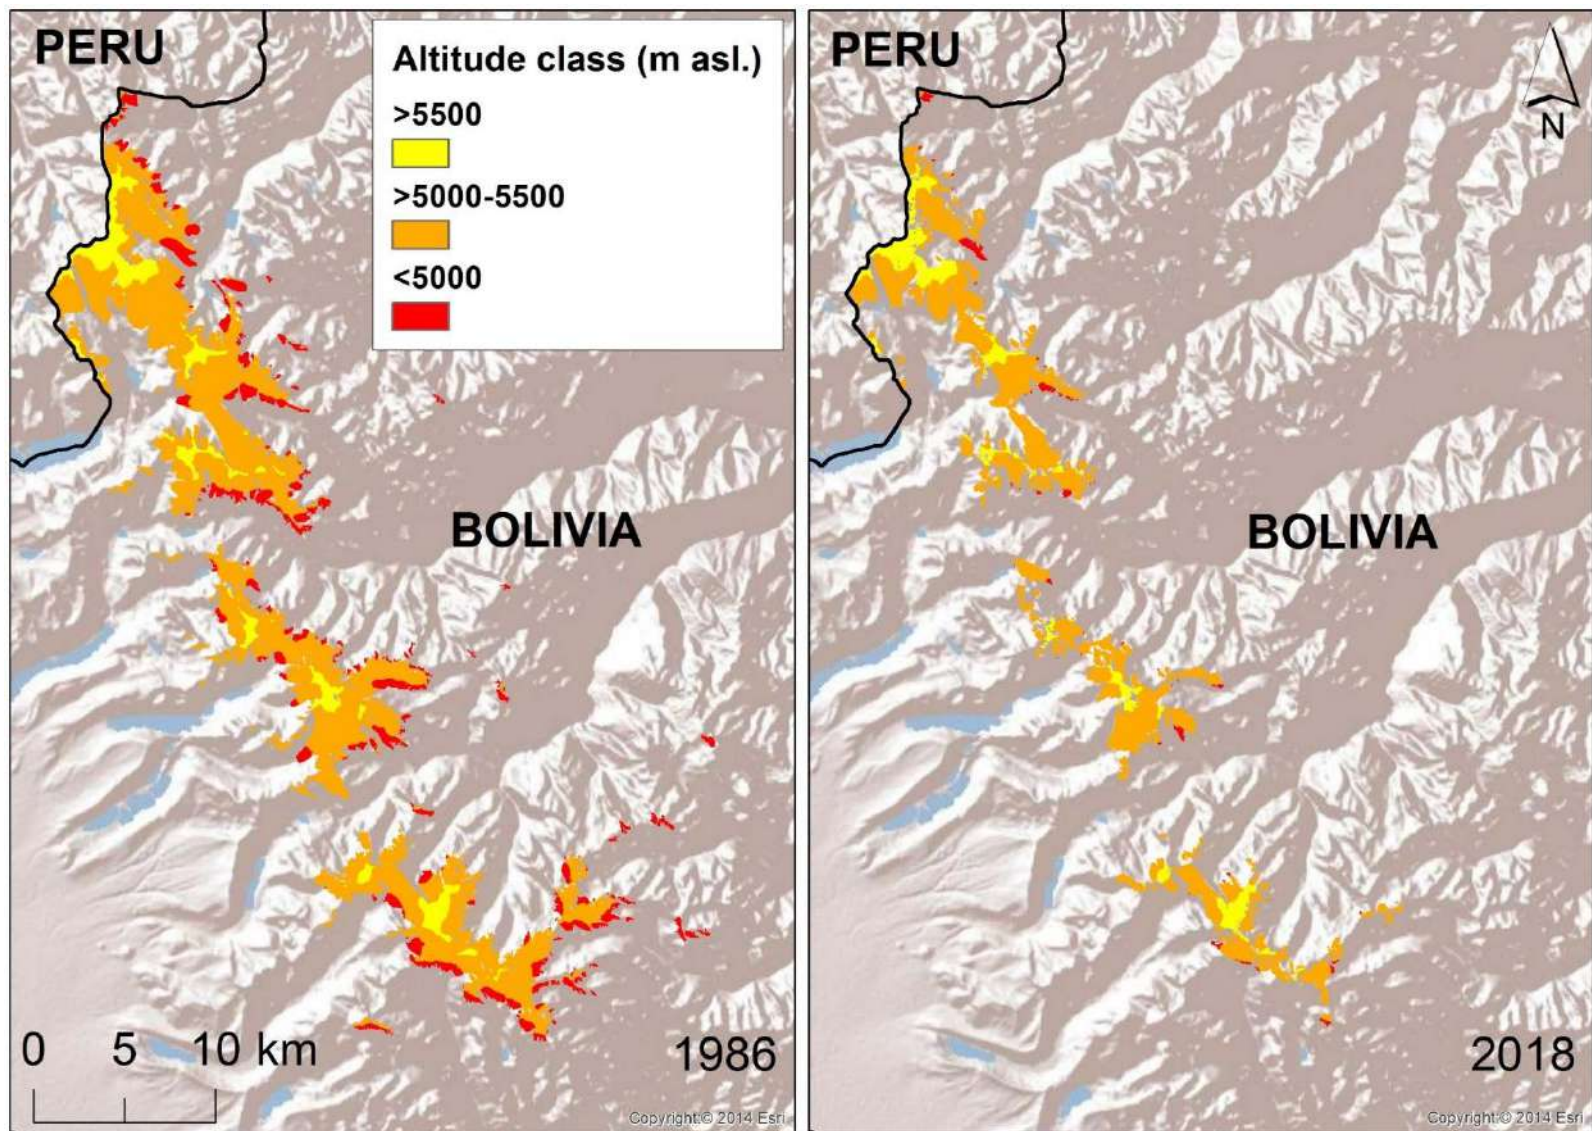 PERU
Altitude class (m asl.)
>5500
>5000-5500
<5000
BOLIVIA
0 5 10 km
1986
Copyright:© 2014 Esri
PERU
N
BOLIVIA
2018
Copyright:© 2014 Esri